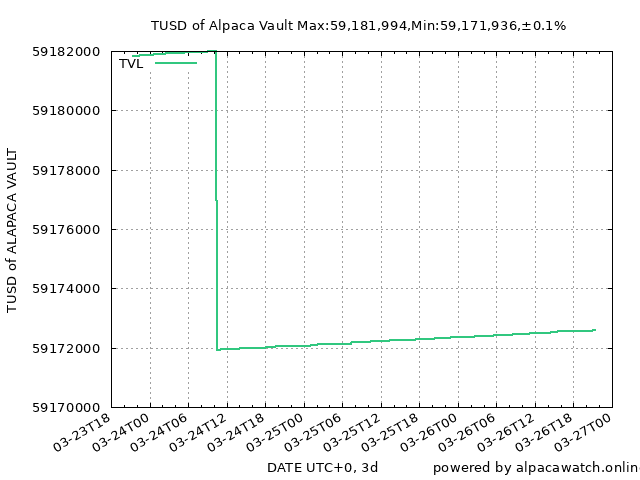 TUSD of Alpaca Vault Max:59,181,994,Min:59,171,936,±0.1%
TVL
59182000
59180000
59178000
59176000
59174000
59172000
59170000
TUSD of ALAPACA VAULT
03-23T18
03-24T00
03-24T06
03-24T12
03-24T18
03-25T00
03-25T06
03-25T12
03-25T18
03-26T00
03-26T06
03-26T12
03-26T18
03-27T00
DATE UTC+0, 3d
powered by alpacawatch.onlin